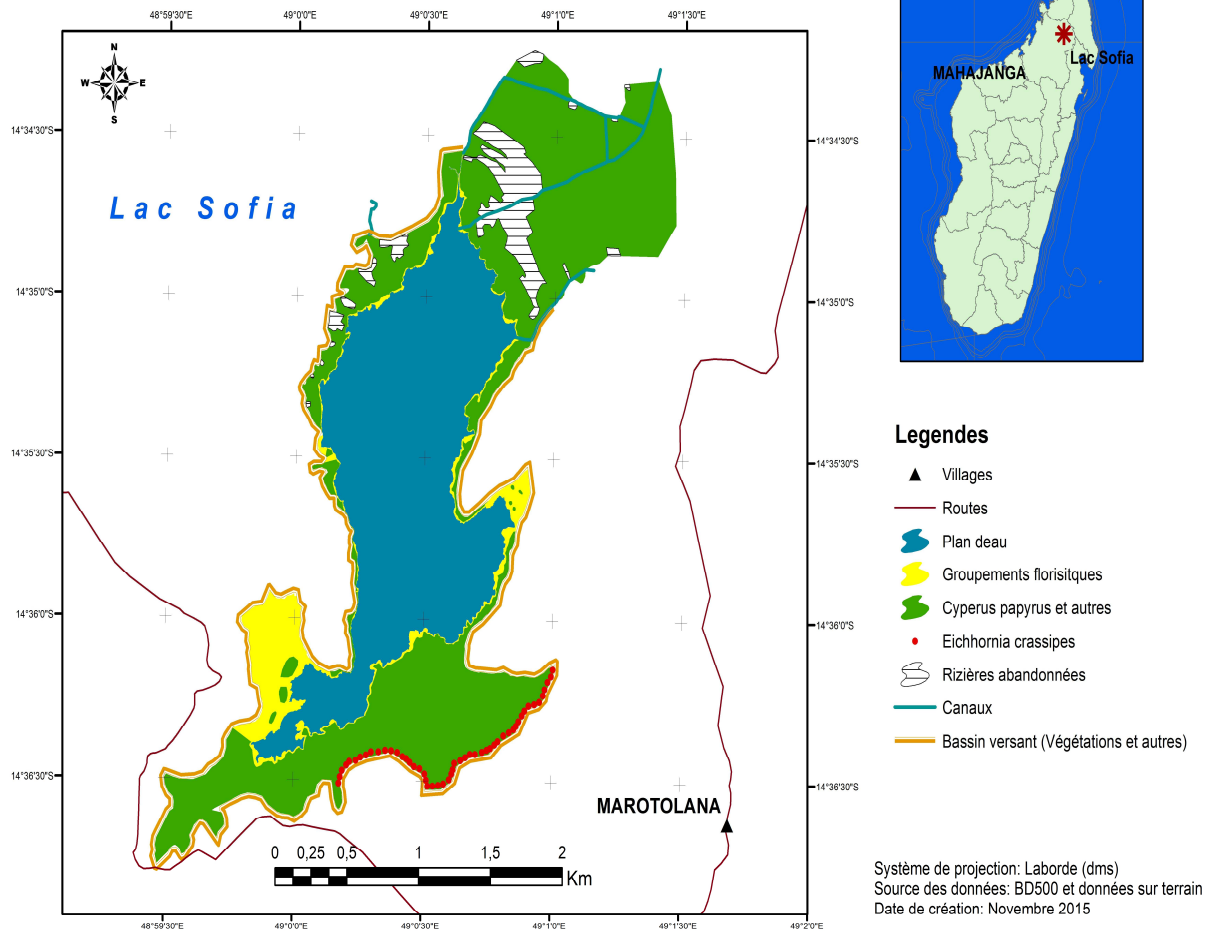 48°59'30"E 49°0'0"E 49°0'30"E 49°1'0"E 49°1'30"E
N
W E
S
14°34'30"S
14°35'0"S
14°35'30"S
14°36'0"S
14°36'30"S
Lac Sofia
14°34'30"S
14°35'0"S
14°35'30"S
14°36'0"S
14°36'30"S
MAROTOLANA
0 0,25 0,5 1 1,5 2
Km
48°59'30"E 49°0'0"E 49°0'30"E 49°1'0"E 49°1'30"E 49°2'0"E
Lac Sofia
MAHAJANGA
Legendes
Villages
Routes
Plan deau
Groupements florisitques
Cyperus papyrus et autres
Eichhornia crassipes
Rizières abandonnées
Canaux
Bassin versant (Végétations et autres)
Système de projection: Laborde (dms)
Source des données: BD500 et données sur terrain
Date de création: Novembre 2015